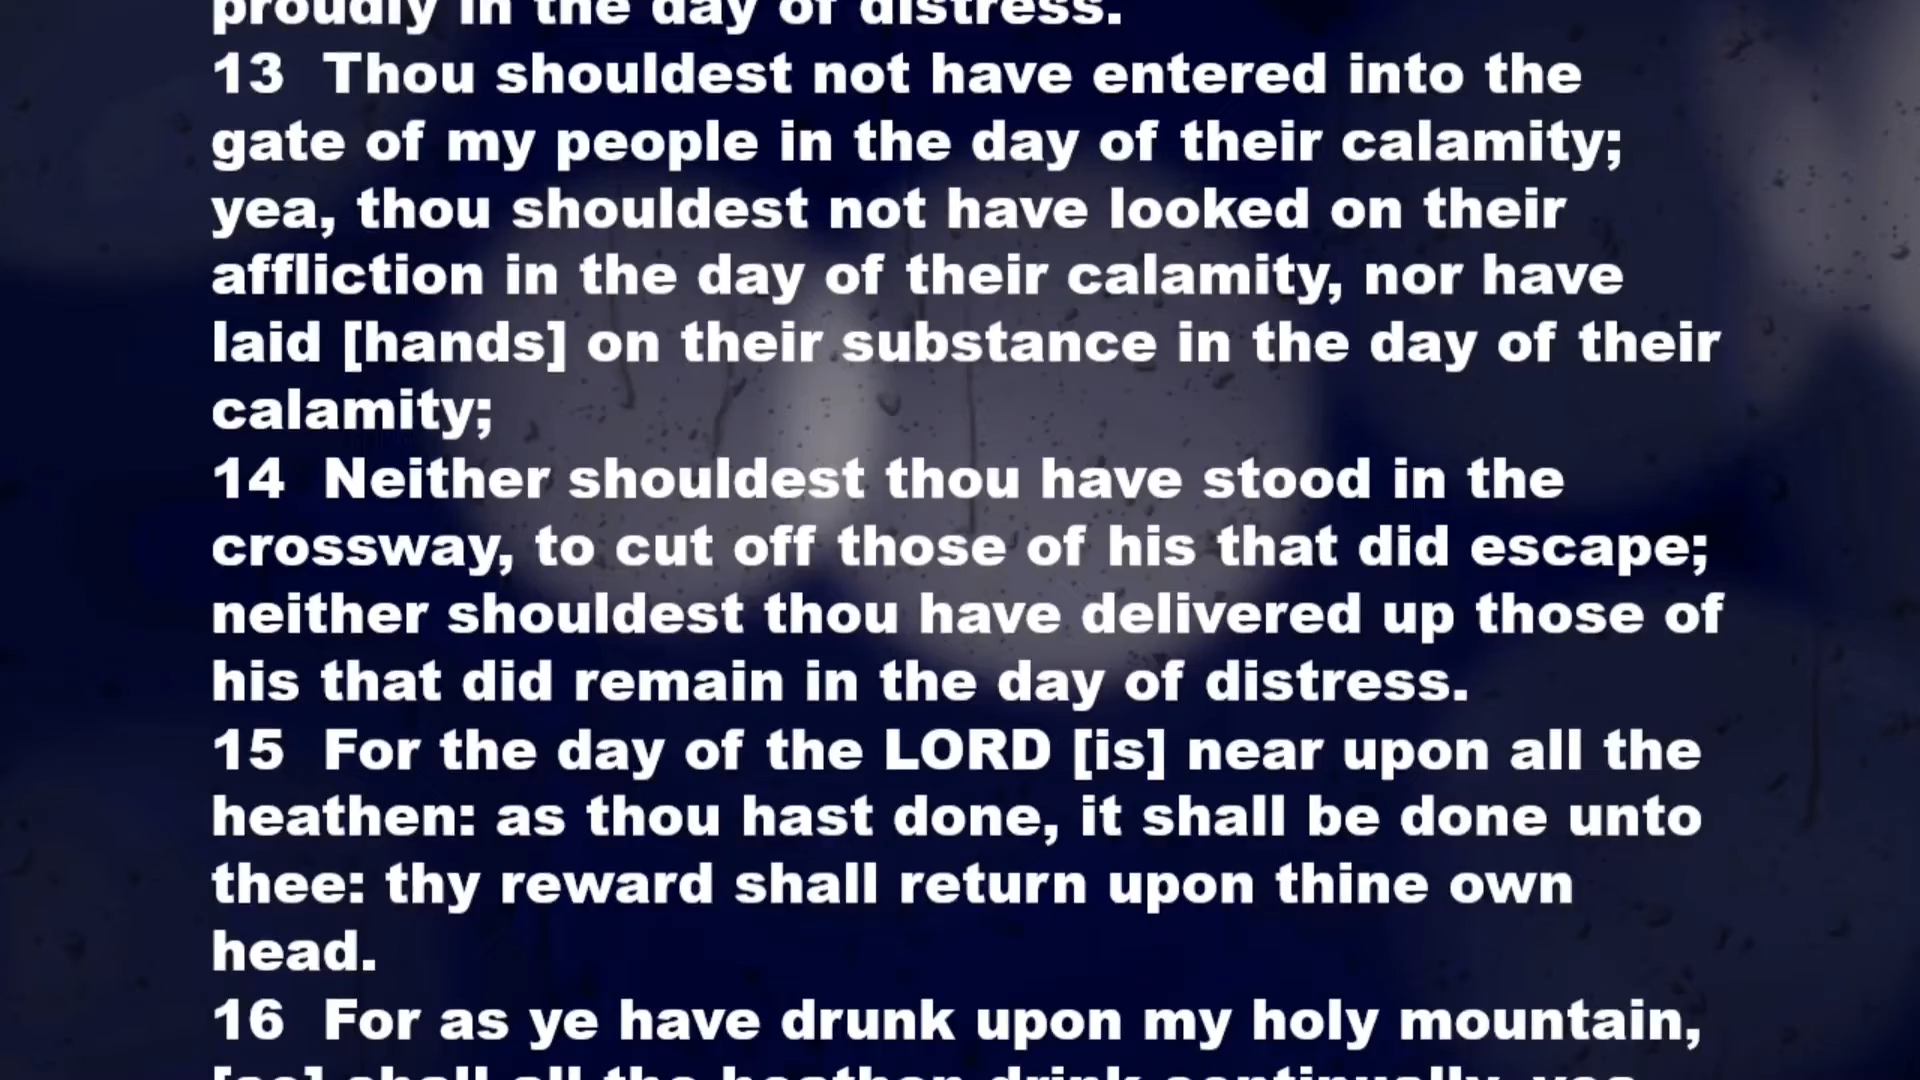 proudly in the day of distress.
13 Thou shouldest not have entered into the
gate of my people in the day of their calamity;
yea, thou shouldest not have looked on their
affliction in the day of their calamity, nor have
laid [hands] on their substance in the day of their
calamity;
14 Neither shouldest thou have stood in the
crossway, to cut off those of his that did escape;
neither shouldest thou have delivered up those of
his that did remain in the day of distress.
15 For the day of the LORD [is] near upon all the
heathen: as thou hast done, it shall be done unto
thee: thy reward shall return upon thine own
head.
16 For as ye have drunk upon my holy mountain,
[so] shall all the heathen drink continually, yea